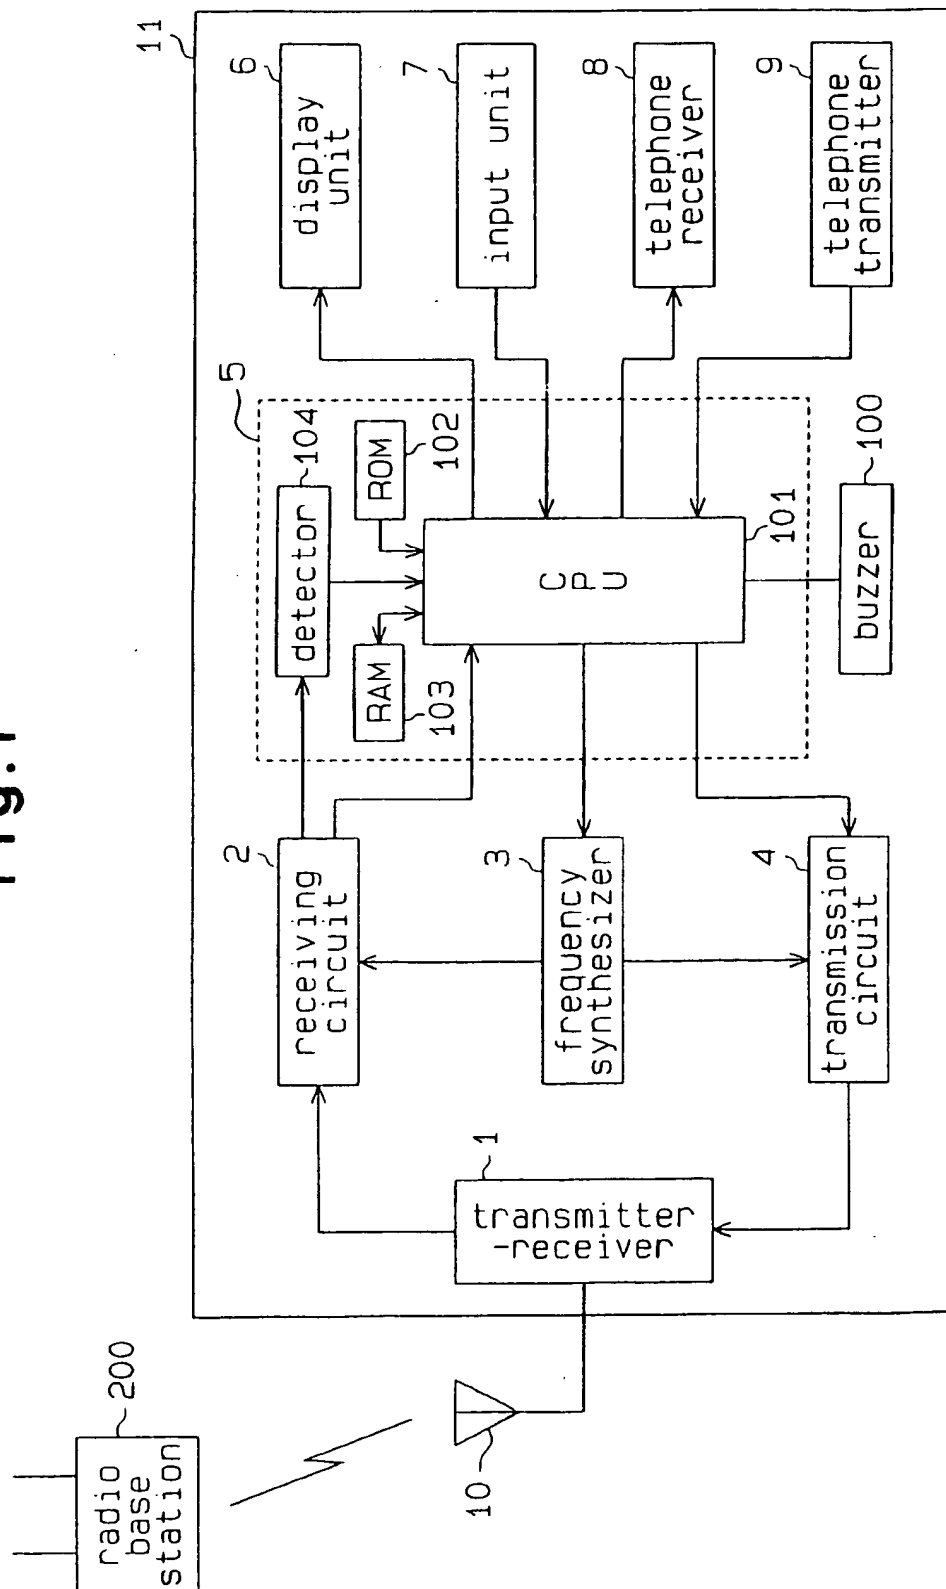 Fig.1
11
6
display
unit
7
input unit
8
telephone
receiver
9
telephone
transmitter
5
104
detector
ROM
102
RAM
103
CPU
101
100
buzzer
2
receiving
circuit
3
frequency
synthesizer
4
transmission
circuit
1
transmitter
-receiver
10
200
radio
base
station